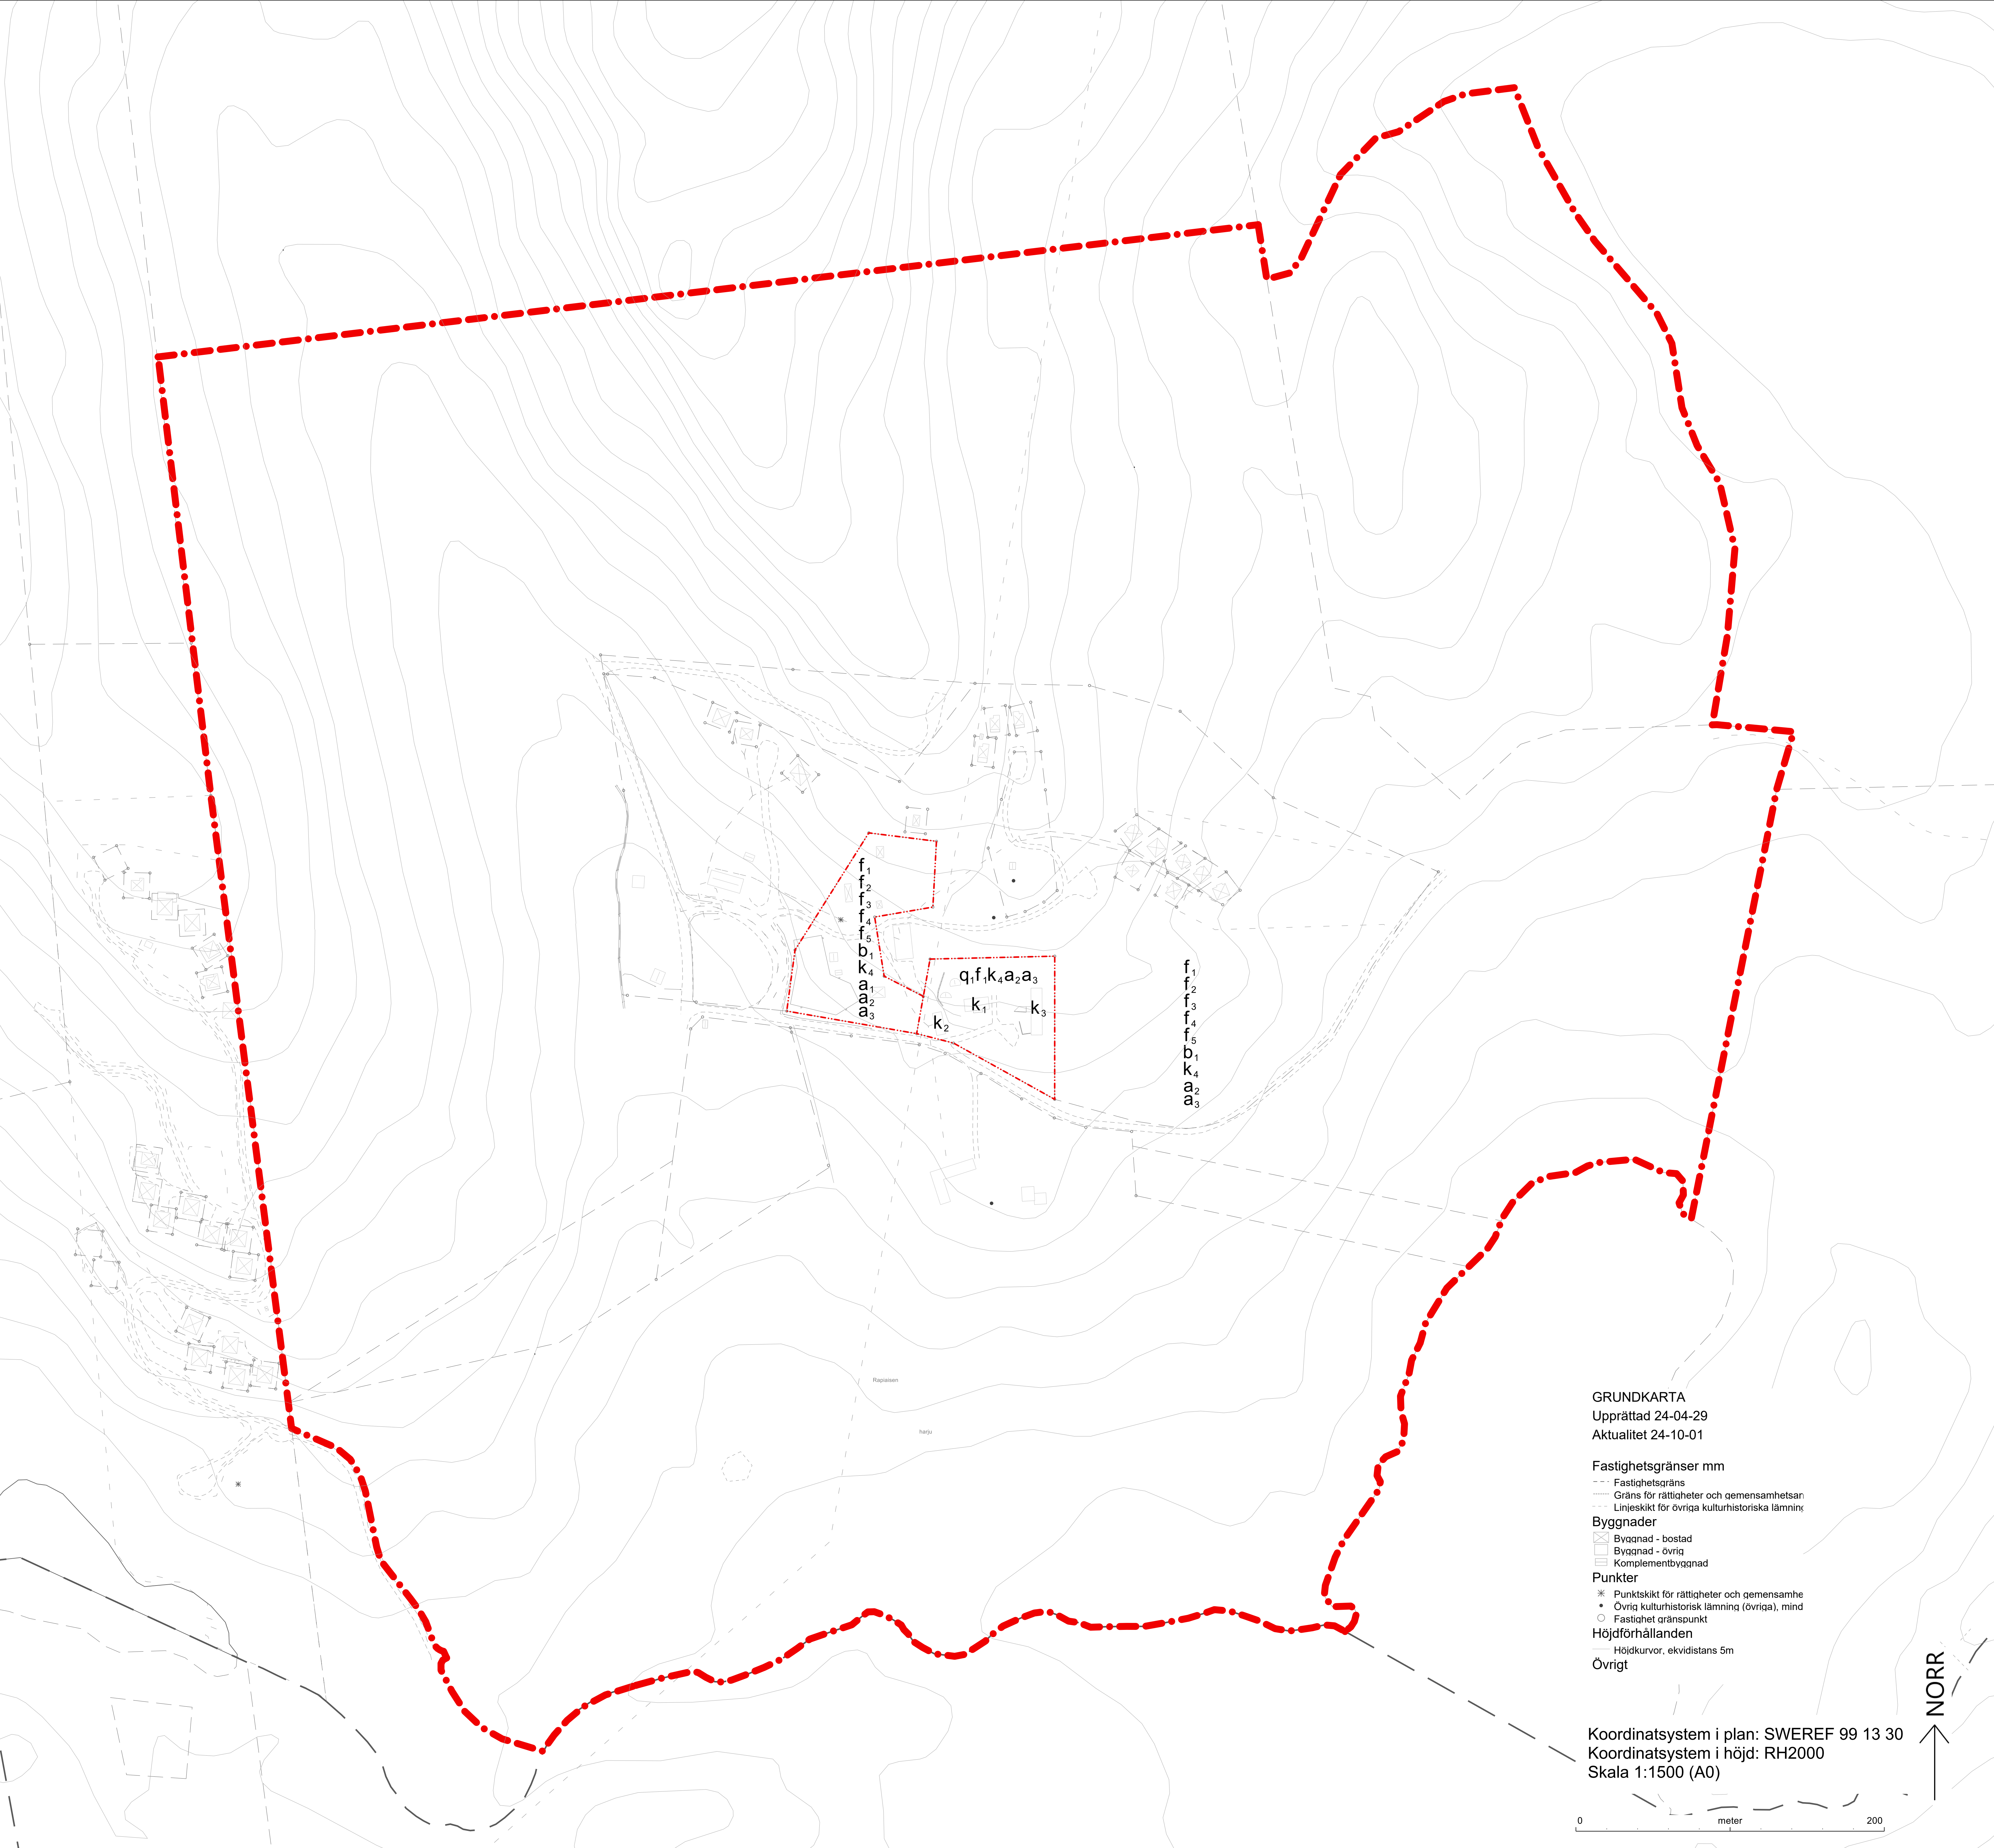 f1
f2
f3
f4
f5
b1
k4
a1
a2
a3
q1f1k4a2a3
k1
k3
k2
f1
f2
f3
f4
f5
b1
k4
a2
a3
Rapiaisen
harju
GRUNDKARTA
Upprättad 24-04-29
Aktualitet 24-10-01
Fastighetsgränser mm
Fastighetsgräns
Gräns för rättigheter och gemensamhetsan
Linjeskikt för övriga kulturhistoriska lämning
Byggnader
Byggnad - bostad
Byggnad - övrig
Komplementbyggnad
Punkter
Punktskikt för rättigheter och gemensamhe
Övrig kulturhistorisk lämning (övriga), mind
Fastighet gränspunkt
Höjdförhållanden
Höjdkurvor, ekvidistans 5m
Övrigt
NORR
Koordinatsystem i plan: SWEREF 99 13 30
Koordinatsystem i höjd: RH2000
Skala 1:1500 (A0)
0 meter 200